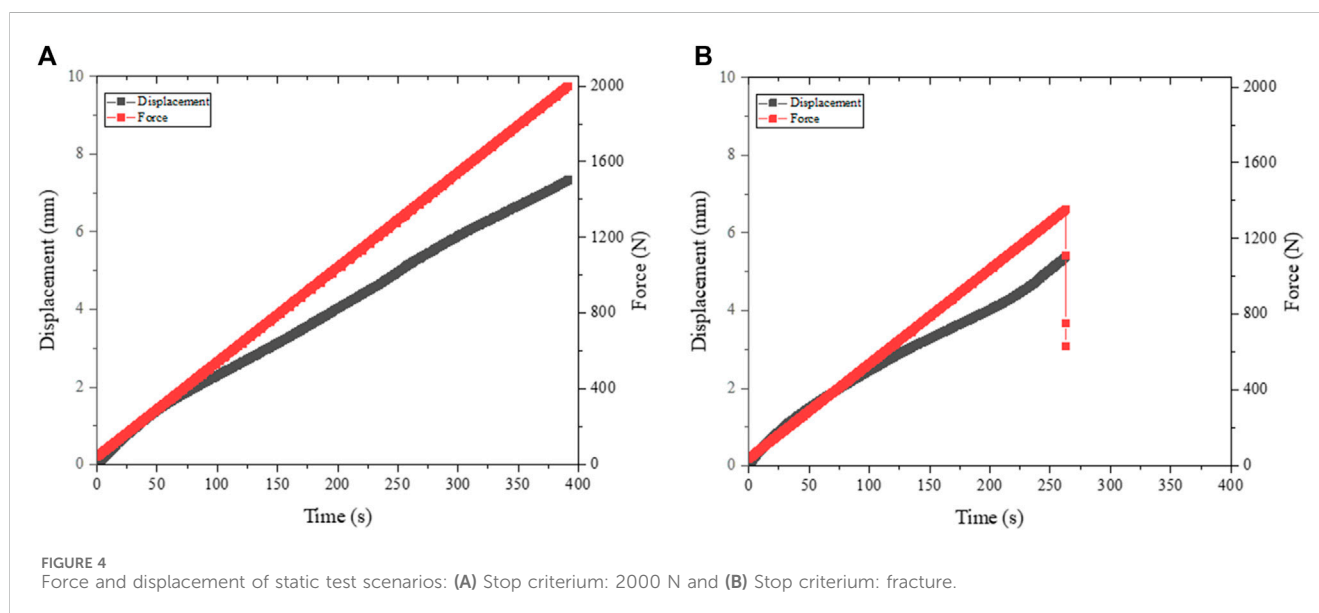 A
B
Displacement
Force
Displacement
Force
10
8
6
4
2
0
Displacement (mm)
2000
1600
1200
800
400
0
Force (N)
0 50 100 150 200 250 300 350 400
Time (s)
10
8
6
4
2
0
Displacement (mm)
2000
1600
1200
800
400
0
Force (N)
0 50 100 150 200 250 300 350 400
Time (s)
FIGURE 4
Force and displacement of static test scenarios: (A) Stop criterium: 2000 N and (B) Stop criterium: fracture.